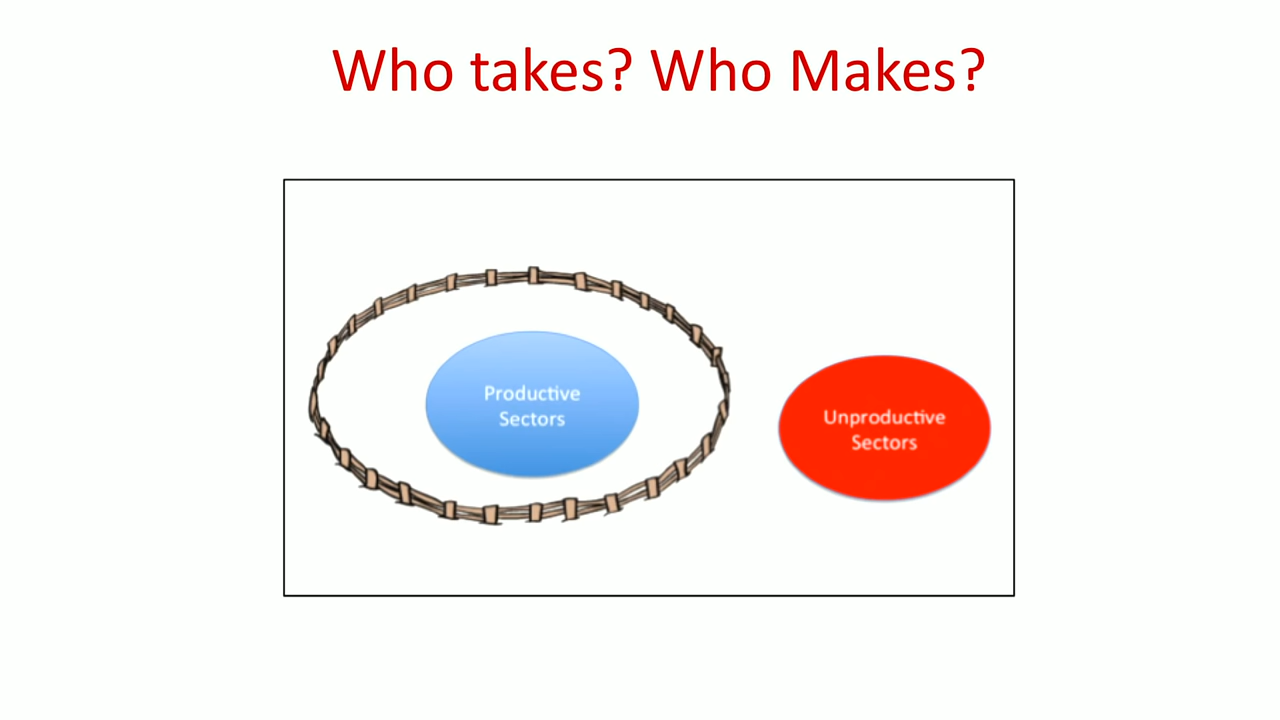 Who takes? Who Makes?
Productive
Sectors
Unproductive
Sectors